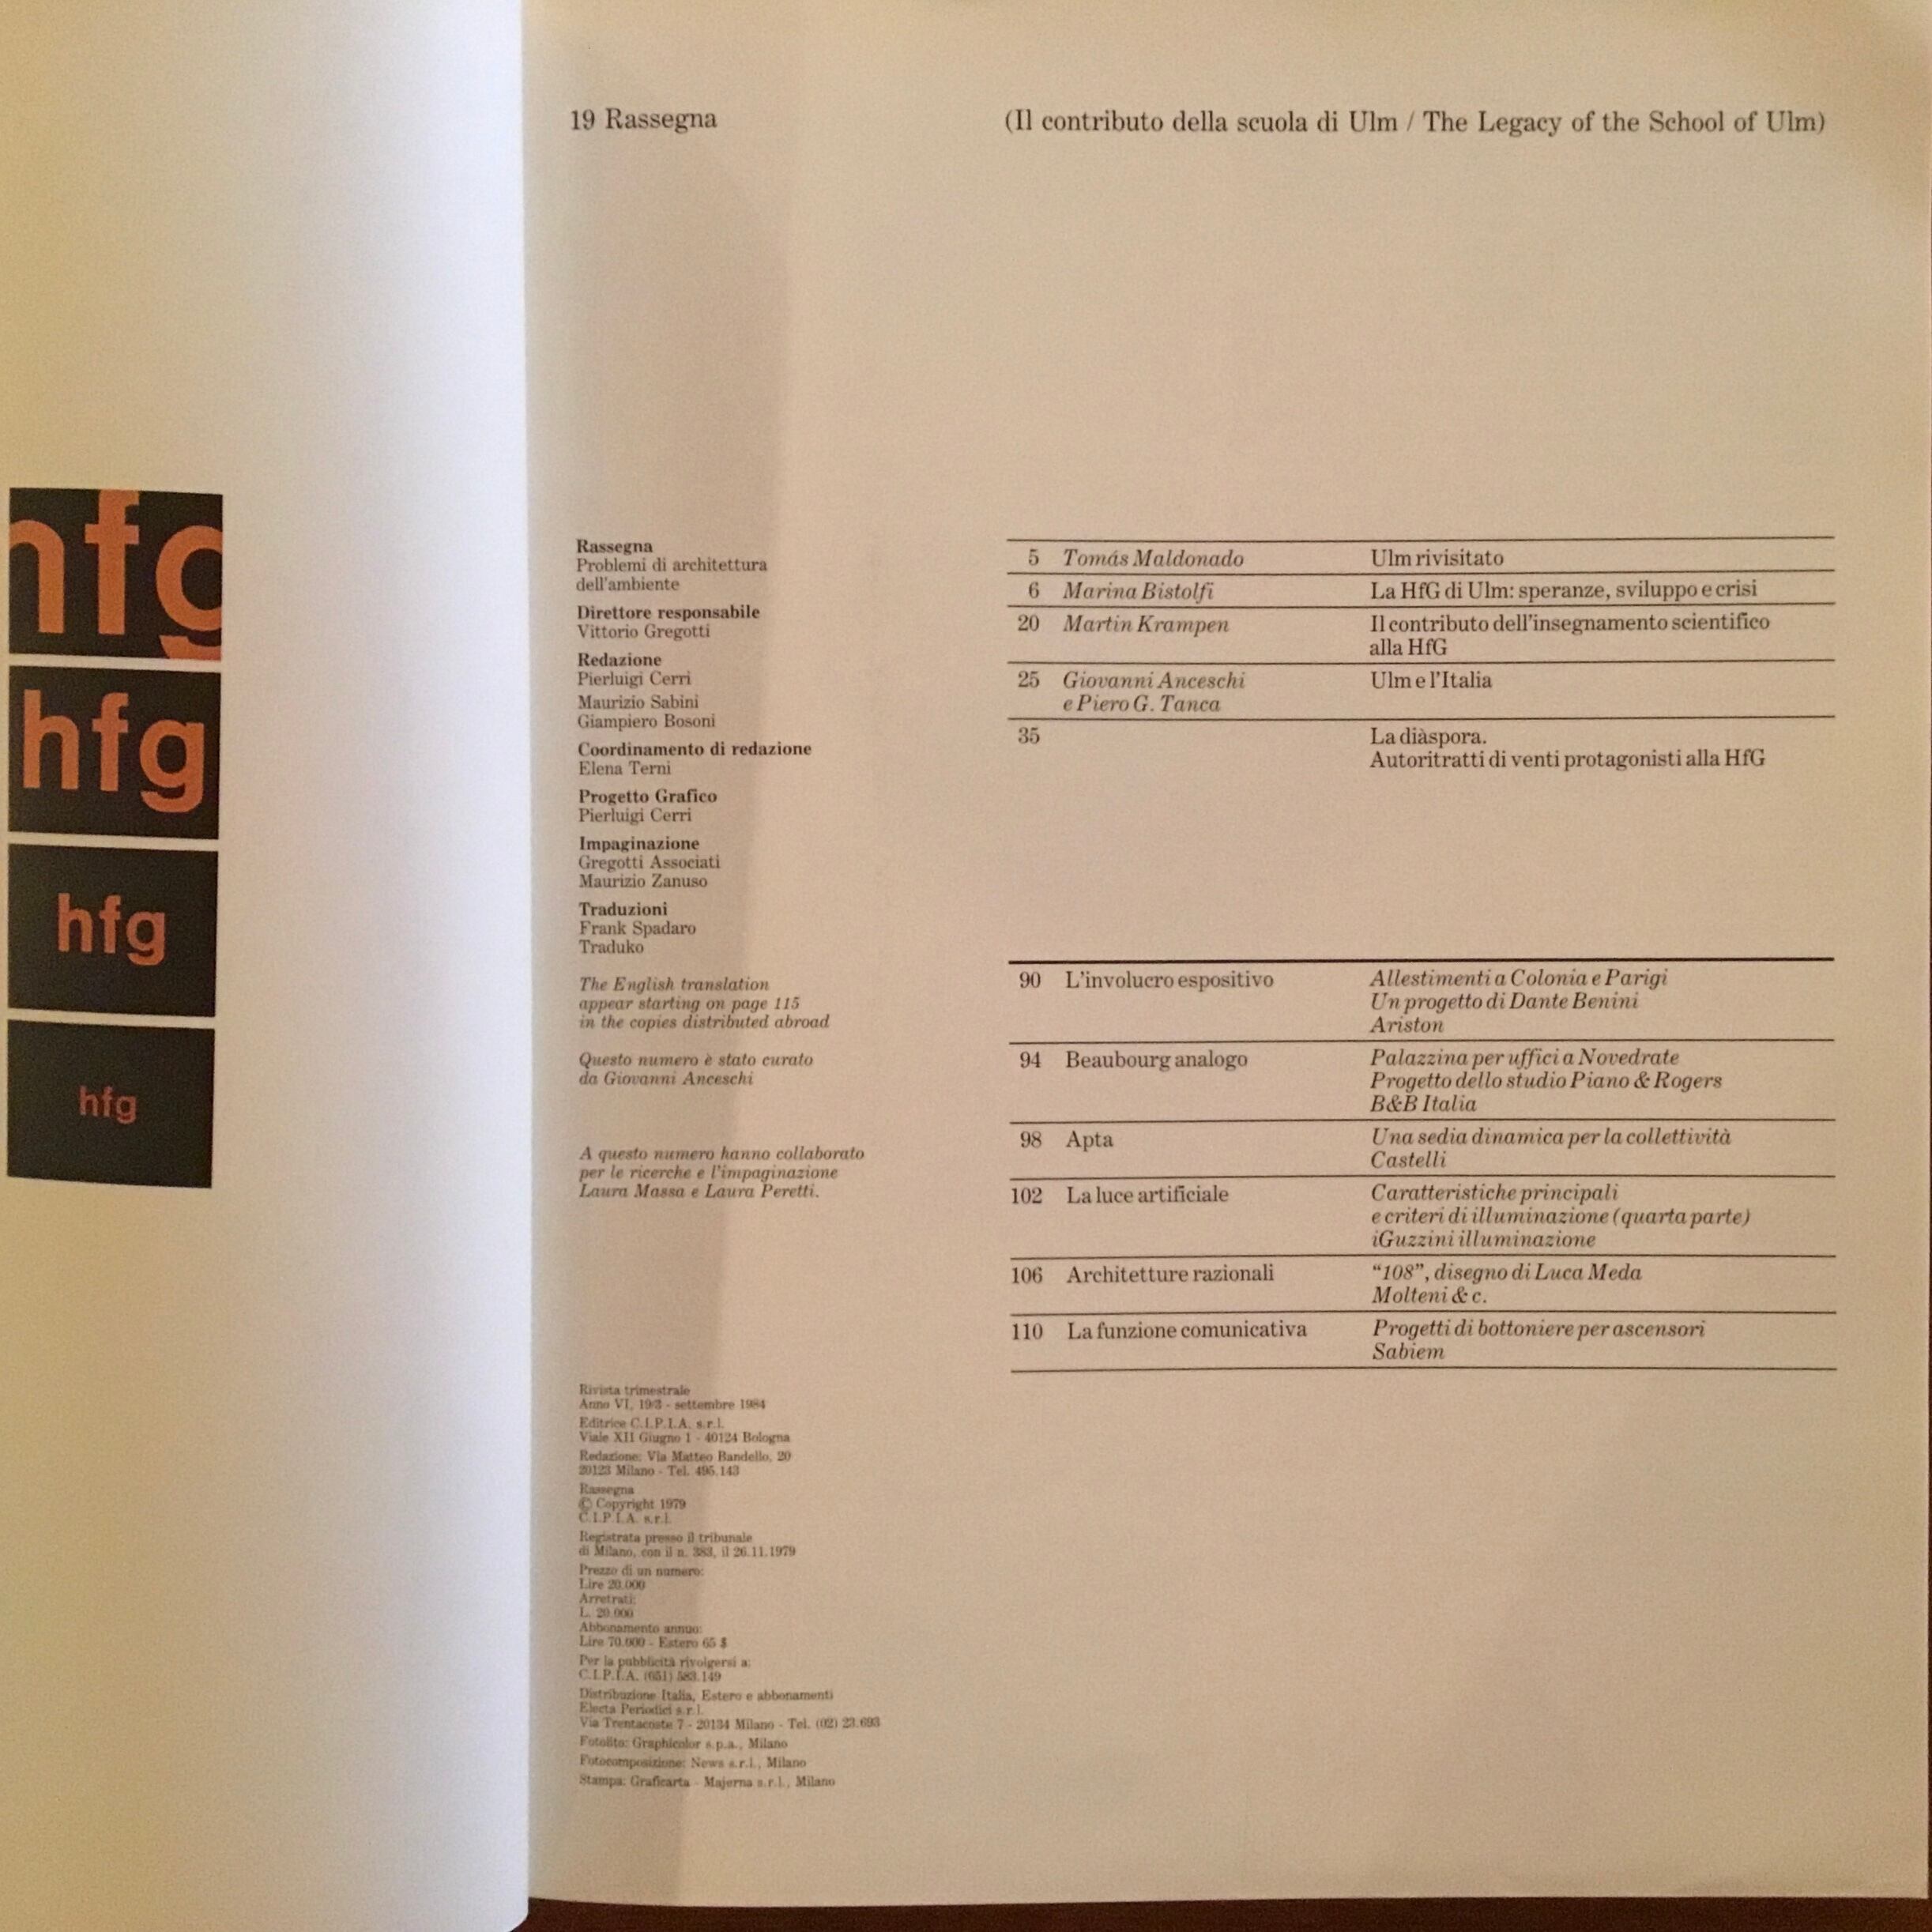 hfg
hfg
hfg
hfg
19 Rassegna
(Il contributo della scuola di Ulm / The Legacy of the School of Ulm)
Rassegna
Problemi di architettura
dell'ambiente
Direttore responsabile
Vittorio Gregotti
Redazione
Pierluigi Cerri
Maurizio Sabini
Giampiero Bosoni
Coordinamento di redazione
Elena Terni
Progetto Grafico
Pierluigi Cerri
Impaginazione
Gregotti Associati
Maurizio Zanuso
Traduzioni
Frank Spadaro
Traduko
The English translation
appear starting on page 115
in the copies distributed abroad
Questo numero è stato curato
da Giovanni Anceschi
A questo numero hanno collaborato
per le ricerche e l'impaginazione
Laura Massa e Laura Peretti.
Rivista trimestrale
Anno VI, 19/3 - settembre 1984
Editrice C.I.P.I.A. s.r.l.
Viale XII Giugno 1 - 40124 Bologna
Redazione: Via Matteo Bandello, 20
20123 Milano - Tel. 495.143
Rassegna
© Copyright 1979
C.I.P.I.A. s.r.l.
Registrata presso il tribunale
di Milano, con il n. 383, il 26.11.1979
Prezzo di un numero:
Lire 20.000
Arretrati:
L. 20.000
Abbonamento annuo:
Lire 70.000 - Estero 65 $
Per la pubblicità rivolgersi a:
C.I.P.I.A. (051) 583.149
Distribuzione Italia, Estero e abbonamenti
Electa Periodici s.r.l.
Via Trentacoste 7 - 20134 Milano - Tel. (02) 23.693
Fotolito: Graphicolor s.p.a., Milano
Fotocomposizione: News s.r.l., Milano
Stampa: Graficarta - Majerna s.r.l., Milano
5 Tomás Maldonado Ulm rivisitato
6 Marina Bistolfi La HfG di Ulm: speranze, sviluppo e crisi
20 Martin Krampen Il contributo dell'insegnamento scientifico
alla HfG
25 Giovanni Anceschi Ulm e l'Italia
e Piero G. Tanca
35 La diàspora.
Autoritratti di venti protagonisti alla HfG
90 L'involucro espositivo Allestimenti a Colonia e Parigi
Un progetto di Dante Benini
Ariston
94 Beaubourg analogo Palazzina per uffici a Novedrate
Progetto dello studio Piano & Rogers
B&B Italia
98 Apta Una sedia dinamica per la collettività
Castelli
102 La luce artificiale Caratteristiche principali
e criteri di illuminazione (quarta parte)
iGuzzini illuminazione
106 Architetture razionali “108”, disegno di Luca Meda
Molteni & c.
110 La funzione comunicativa Progetti di bottoniere per ascensori
Sabiem